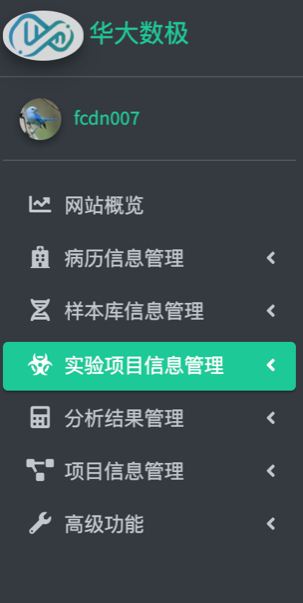 华大数极
fcdn007
网站概览
病历信息管理
样本库信息管理
实验项目信息管理
分析结果管理
项目信息管理
高级功能